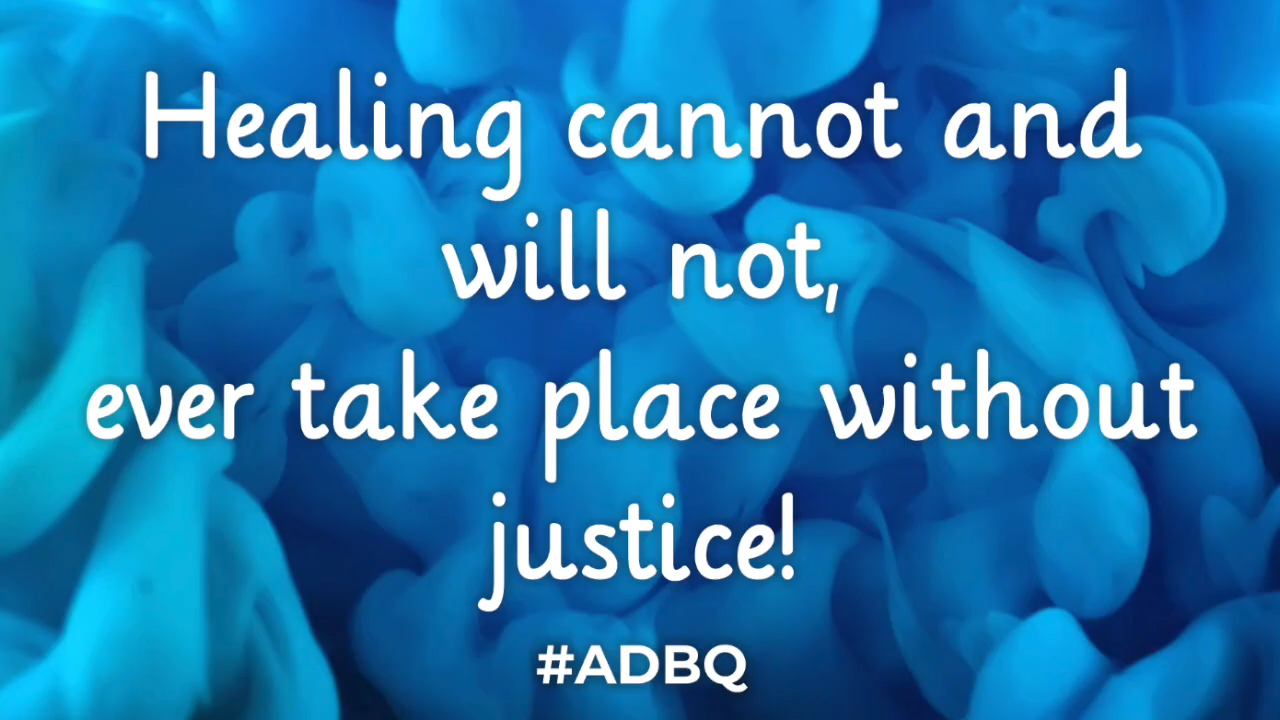 Healing cannot and
will not,
ever take place without
justice!
#ADBQ